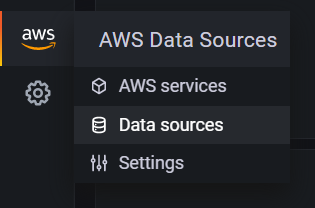 aws
AWS Data Sources
AWS services
Data sources
Settings